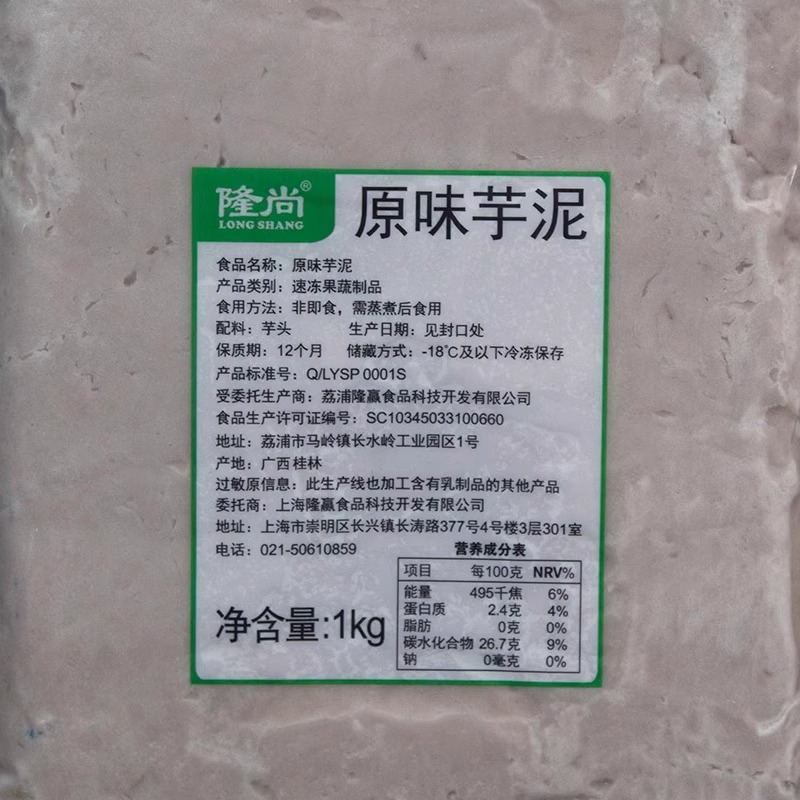 隆尚®
LONG SHANG
原味芋泥
食品名称：原味芋泥
产品类别：速冻果蔬制品
食用方法：非即食，需蒸煮后食用
配料：芋头 生产日期：见封口处
保质期：12个月 储藏方式：-18℃及以下冷冻保存
产品标准号：Q/LYSP 0001S
受委托生产商：荔浦隆赢食品科技开发有限公司
食品生产许可证编号：SC10345033100660
地址：荔浦市马岭镇长水岭工业园区1号
产地：广西桂林
过敏原信息：此生产线也加工含有乳制品的其他产品
委托商：上海隆赢食品科技开发有限公司
地址：上海市崇明区长兴镇长涛路377号4号楼3层301室
电话：021-50610859
营养成分表
项目 每100克 NRV%
能量 495千焦 6%
蛋白质 2.4克 4%
脂肪 0克 0%
碳水化合物 26.7克 9%
钠 0毫克 0%
净含量:1kg